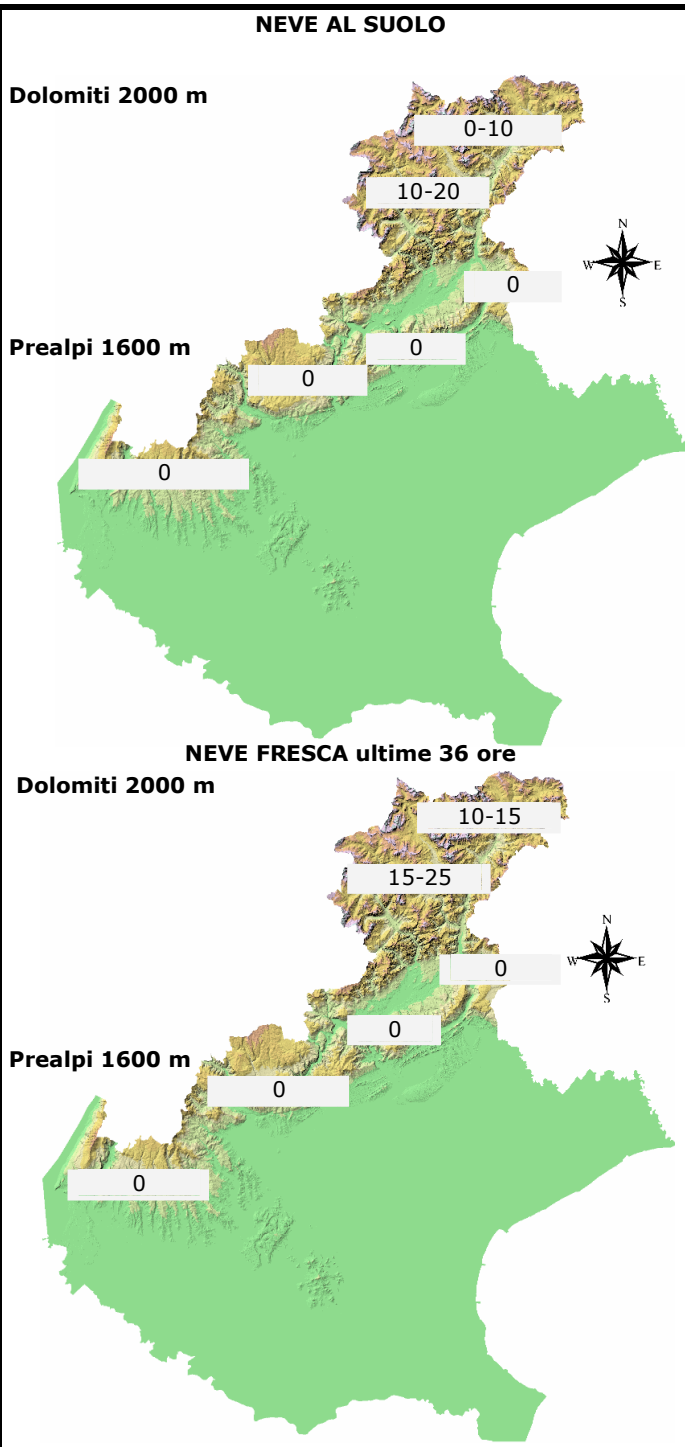 NEVE AL SUOLO
Dolomiti 2000 m
0-10
10-20
N
W E
S
0
Prealpi 1600 m
0
0
0
NEVE FRESCA ultime 36 ore
Dolomiti 2000 m
10-15
15-25
N
W E
S
0
0
Prealpi 1600 m
0
0